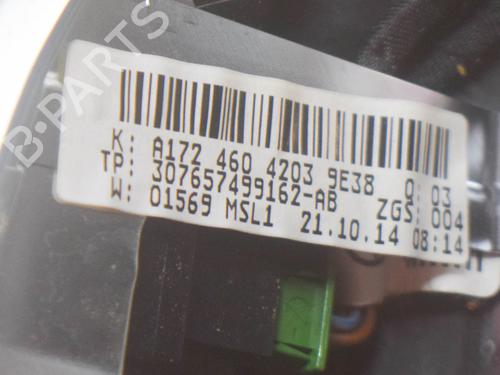 B-PARTS
K: A172 460 4203 9E38 Q: 03
TP: 307657499162-AB ZGS: 004
W: 01569 MSL1 21.10.14 08:14